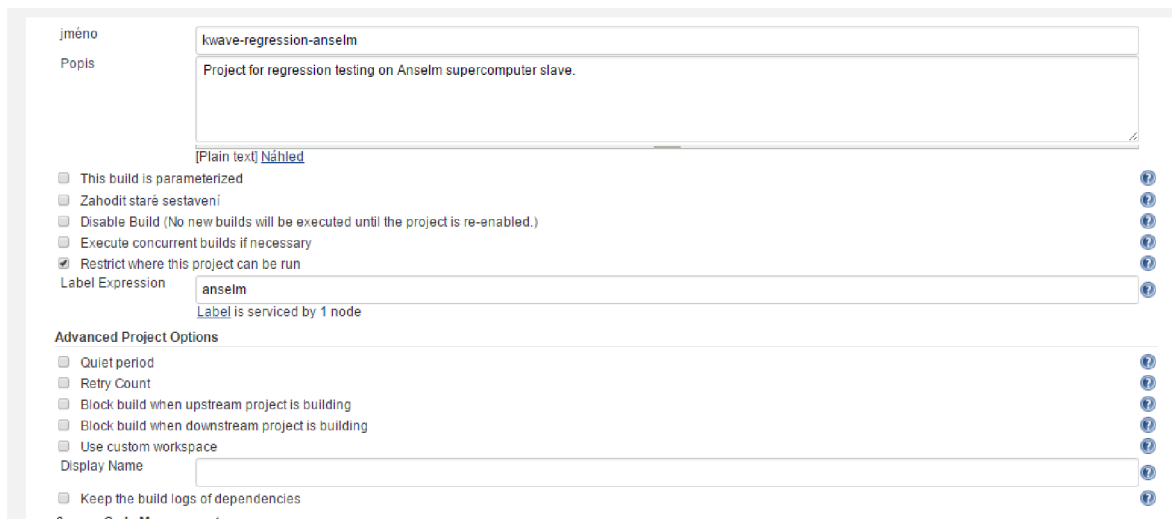 jméno
kwave-regression-anselm
Popis
Project for regression testing on Anselm supercomputer slave.
[Plain text] Náhled
This build is parameterized
Zahodit staré sestavení
Disable Build (No new builds will be executed until the project is re-enabled.)
Execute concurrent builds if necessary
Restrict where this project can be run
Label Expression
anselm
Label is serviced by 1 node
Advanced Project Options
Quiet period
Retry Count
Block build when upstream project is building
Block build when downstream project is building
Use custom workspace
Display Name
Keep the build logs of dependencies